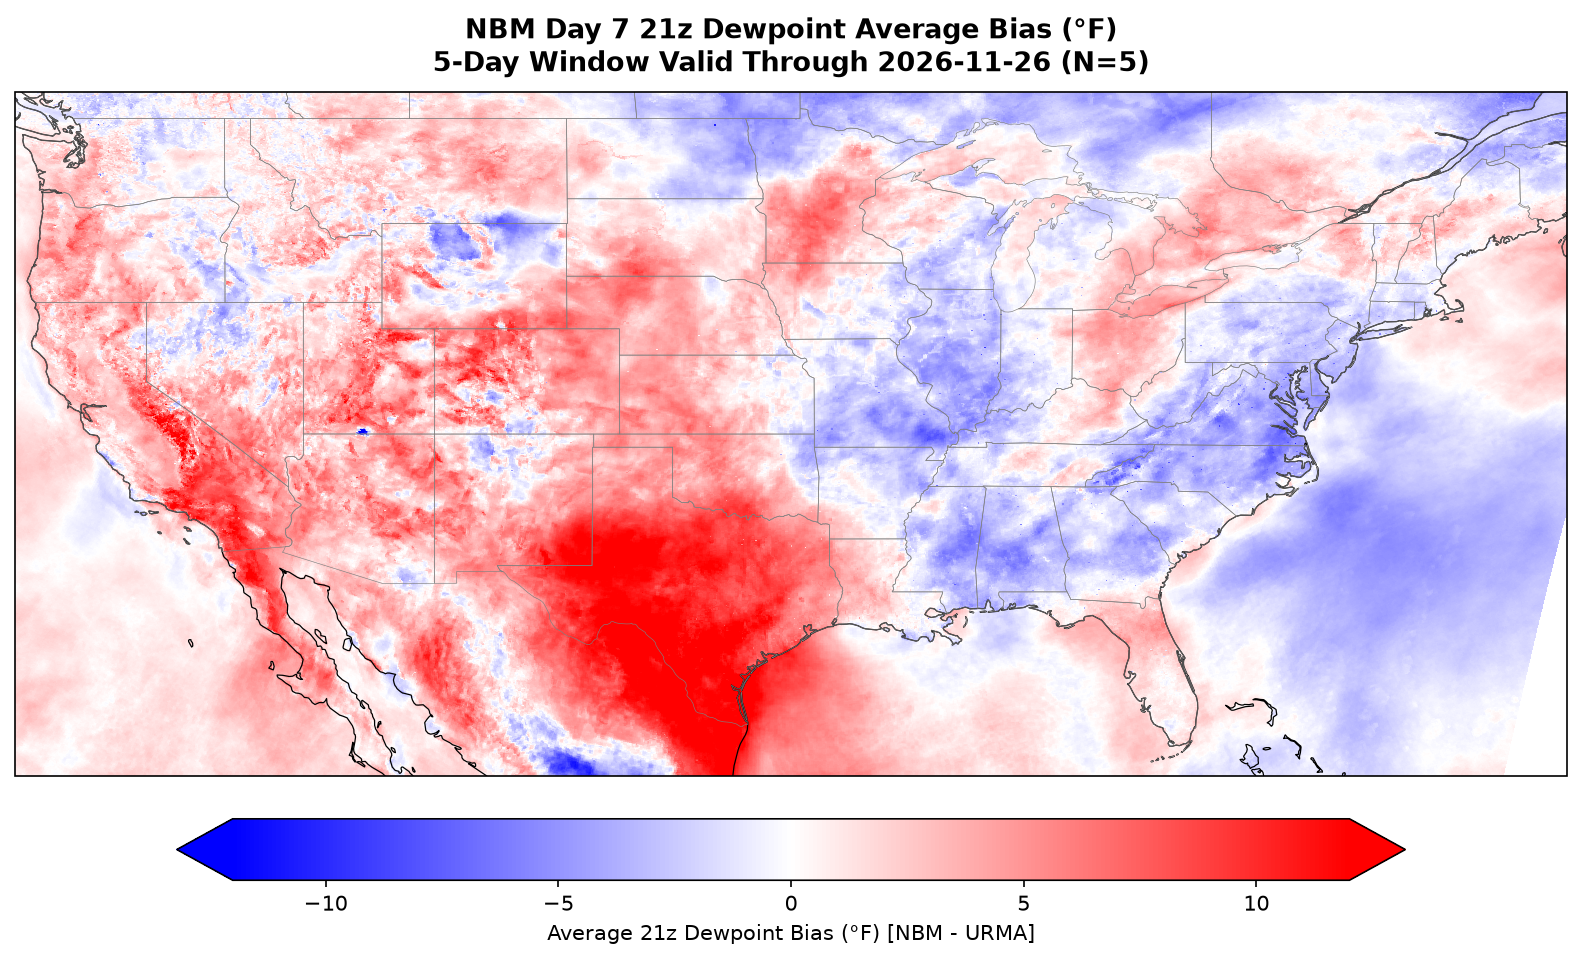 NBM Day 7 21z Dewpoint Average Bias (°F)
5-Day Window Valid Through 2026-11-26 (N=5)
−10 −5 0 5 10
Average 21z Dewpoint Bias (°F) [NBM - URMA]